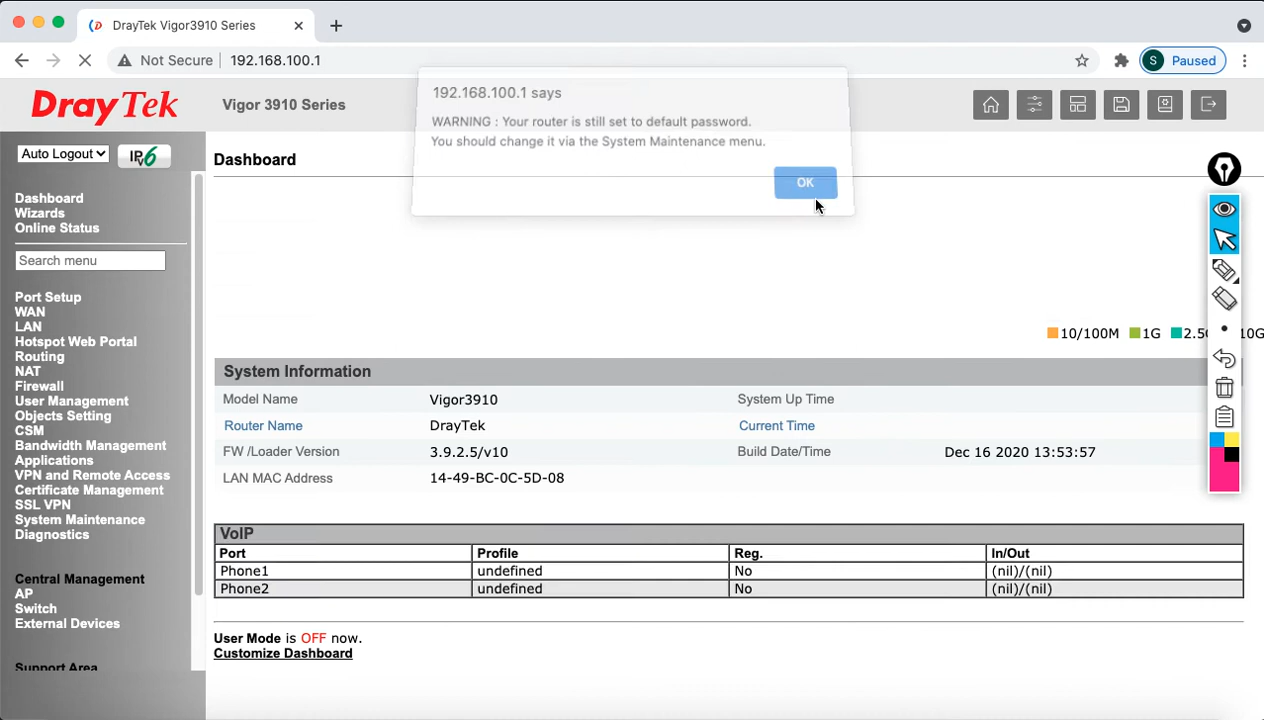 DrayTek Vigor3910 Series
Not Secure 192.168.100.1
S Paused
192.168.100.1 says
WARNING : Your router is still set to default password.
You should change it via the System Maintenance menu.
OK
DrayTek
Vigor 3910 Series
Auto Logout
IPv6
Dashboard
Wizards
Online Status
Search menu
Port Setup
WAN
LAN
Hotspot Web Portal
Routing
NAT
Firewall
User Management
Objects Setting
CSM
Bandwidth Management
Applications
VPN and Remote Access
Certificate Management
SSL VPN
System Maintenance
Diagnostics
Central Management
AP
Switch
External Devices
Support Area
Dashboard
10/100M 1G 2.5G 10G
System Information
Model Name Vigor3910 System Up Time
Router Name DrayTek Current Time
FW /Loader Version 3.9.2.5/v10 Build Date/Time Dec 16 2020 13:53:57
LAN MAC Address 14-49-BC-0C-5D-08
VoIP
Port Profile Reg. In/Out
Phone1 undefined No (nil)/(nil)
Phone2 undefined No (nil)/(nil)
User Mode is OFF now.
Customize Dashboard